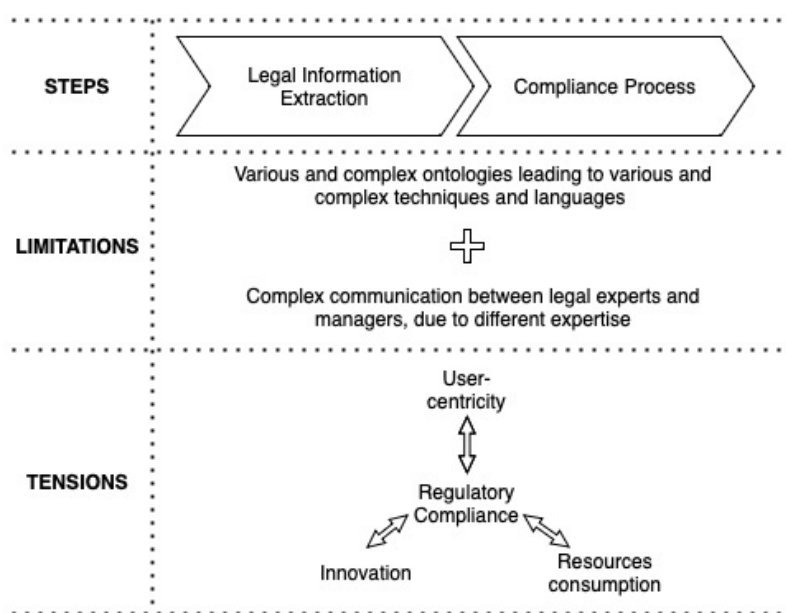 STEPS
Legal Information
Extraction
Compliance Process
LIMITATIONS
Various and complex ontologies leading to various and
complex techniques and languages
Complex communication between legal experts and
managers, due to different expertise
TENSIONS
User-
centricity
Regulatory
Compliance
Innovation
Resources
consumption